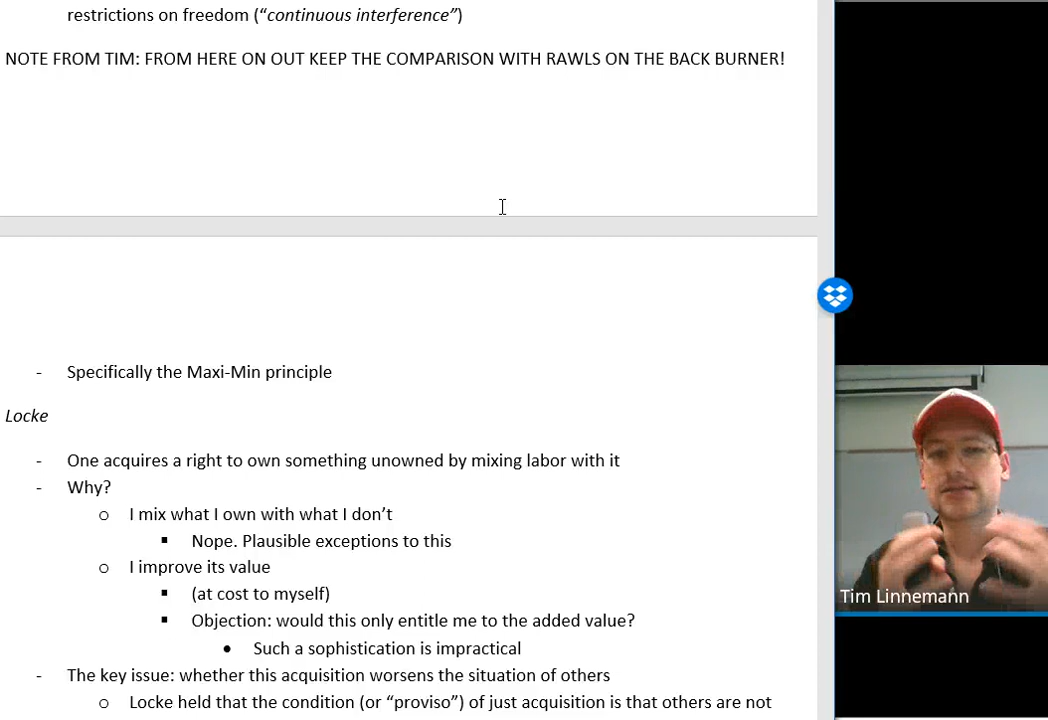 restrictions on freedom (“continuous interference”)
NOTE FROM TIM: FROM HERE ON OUT KEEP THE COMPARISON WITH RAWLS ON THE BACK BURNER!
- Specifically the Maxi-Min principle
Locke
- One acquires a right to own something unowned by mixing labor with it
- Why?
o I mix what I own with what I don’t
▪ Nope. Plausible exceptions to this
o I improve its value
▪ (at cost to myself)
▪ Objection: would this only entitle me to the added value?
• Such a sophistication is impractical
- The key issue: whether this acquisition worsens the situation of others
o Locke held that the condition (or “proviso”) of just acquisition is that others are not
Tim Linnemann